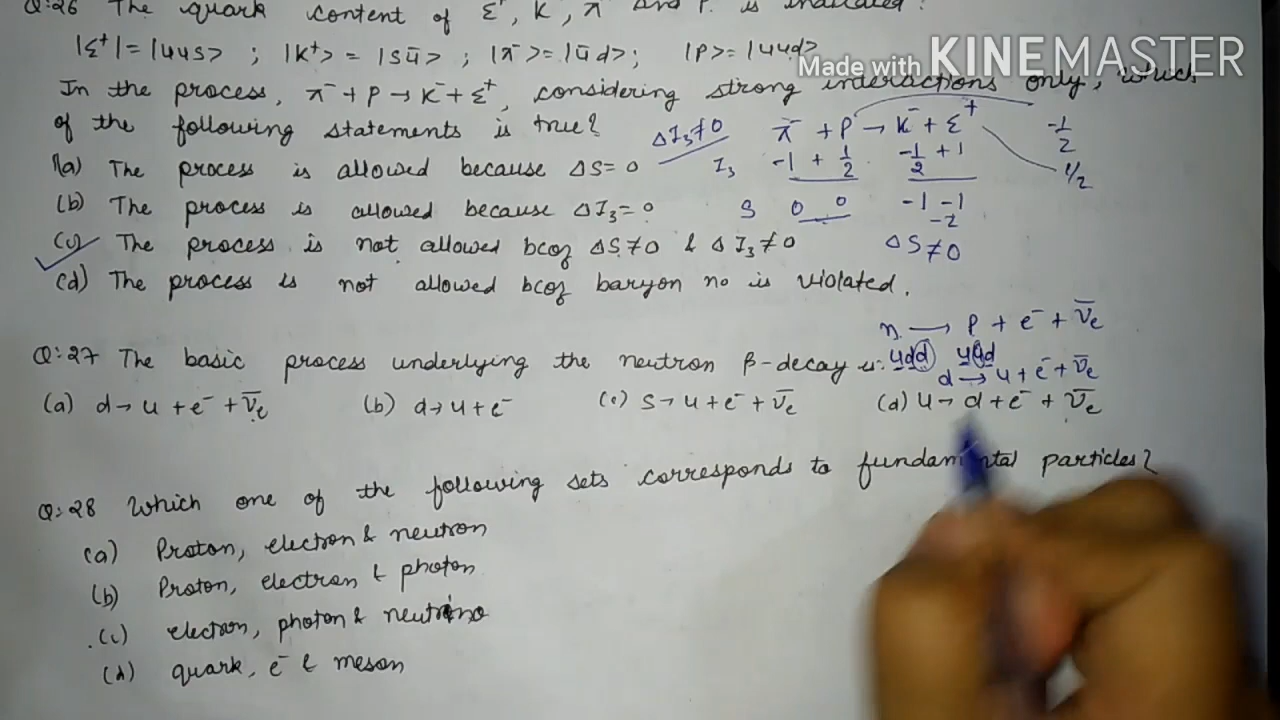 Q:26 The quark content of Σ⁺, K⁻, π⁻ and P. is indicated:
|Σ⁺| = |uus> ; |K⁺> = |sū> ; |π⁻> = |ūd> ; |P> = |uud>
Made with KINEMASTER
In the process, π⁻ + P → K⁻ + Σ⁺, considering strong interactions only, which
of the following statements is true?
ΔI₃≠0
π⁻ + P → K⁻ + Σ⁺
-1/2
1(a) The process is allowed because ΔS = 0
I₃ -1 + 1/2 -1/2 + 1
1/2
(b) The process is allowed because ΔI₃ = 0
S 0 0 -1 -1
-2
(c) The process is not allowed bcoz ΔS≠0 & ΔI₃≠0
ΔS≠0
(d) The process is not allowed bcoz baryon no is violated.
n → P + e⁻ + ν̄e
Q:27 The basic process underlying the neutron β-decay is:
udd uud
d → u + e⁻ + ν̄e
(a) d → u + e⁻ + ν̄e (b) d → u + e⁻ (c) s → u + e⁻ + ν̄e (d) u → d + e⁻ + ν̄e
Q:28 Which one of the following sets corresponds to fundamental particles?
(a) Proton, electron & neutron
(b) Proton, electron & photon
(c) electron, photon & neutrino
(d) quark, e⁻ & meson